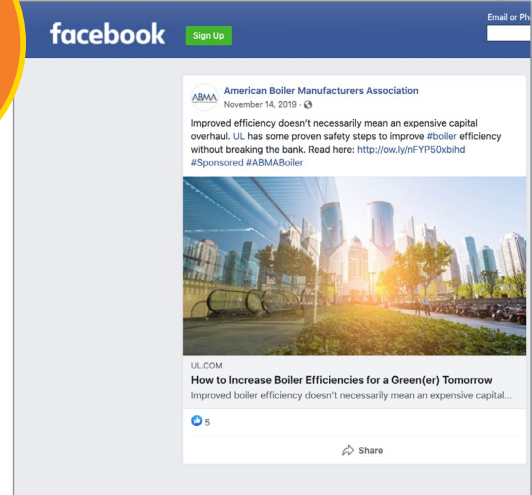 facebook
Sign Up
Email or Ph
ABMA
American Boiler Manufacturers Association
November 14, 2019 ·
Improved efficiency doesn't necessarily mean an expensive capital
overhaul. UL has some proven safety steps to improve #boiler efficiency
without breaking the bank. Read here: http://ow.ly/nFYP50xbihd
#Sponsored #ABMABoiler
UL.COM
How to Increase Boiler Efficiencies for a Green(er) Tomorrow
Improved boiler efficiency doesn't necessarily mean an expensive capital...
5
Share